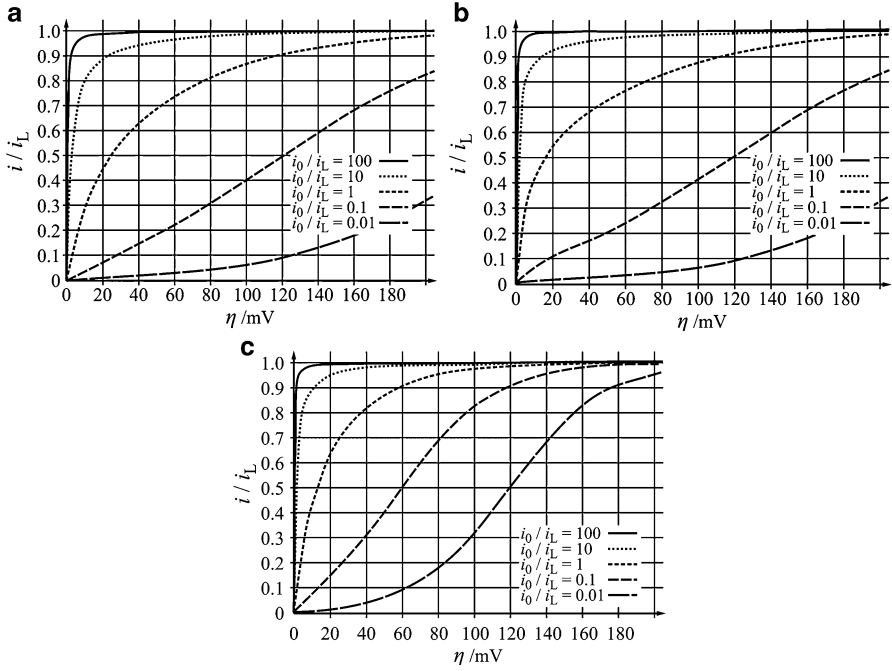 a
1.0
0.9
0.8
0.7
0.6
0.5
0.4
0.3
0.2
0.1
0
i / iL
i0 / iL = 100
i0 / iL = 10
i0 / iL = 1
i0 / iL = 0.1
i0 / iL = 0.01
0 20 40 60 80 100 120 140 160 180
η /mV
b
1.0
0.9
0.8
0.7
0.6
0.5
0.4
0.3
0.2
0.1
0
i / iL
i0 / iL = 100
i0 / iL = 10
i0 / iL = 1
i0 / iL = 0.1
i0 / iL = 0.01
0 20 40 60 80 100 120 140 160 180
η /mV
c
1.0
0.9
0.8
0.7
0.6
0.5
0.4
0.3
0.2
0.1
0
i / iL
i0 / iL = 100
i0 / iL = 10
i0 / iL = 1
i0 / iL = 0.1
i0 / iL = 0.01
0 20 40 60 80 100 120 140 160 180
η /mV